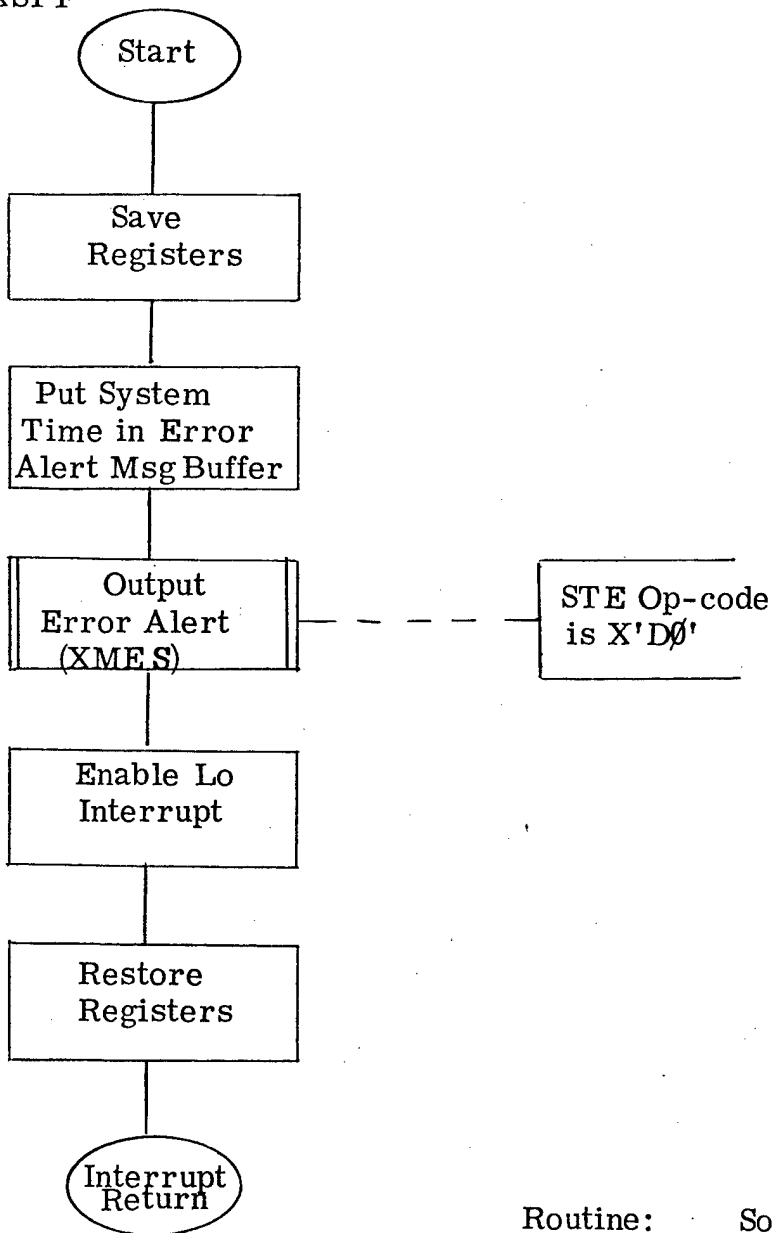 Start
Save
Registers
Put System
Time in Error
Alert Msg Buffer
Output
Error Alert
(XMES)
STE Op-code
is X'DØ'
Enable Lo
Interrupt
Restore
Registers
Interrupt
Return
Routine: So